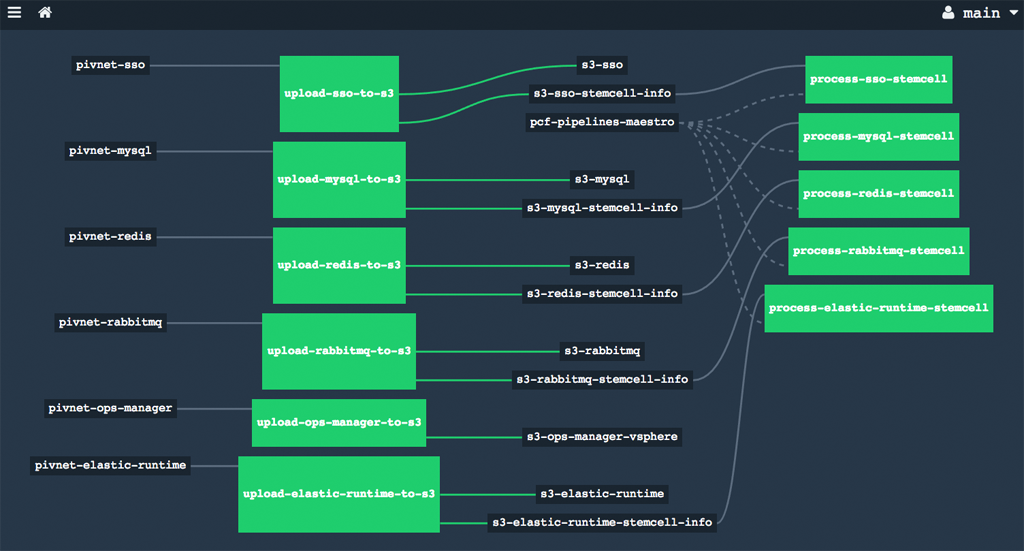 main
pivnet-sso
upload-sso-to-s3
s3-sso
s3-sso-stemcell-info
pcf-pipelines-maestro
process-sso-stemcell
pivnet-mysql
upload-mysql-to-s3
s3-mysql
s3-mysql-stemcell-info
process-mysql-stemcell
pivnet-redis
upload-redis-to-s3
s3-redis
s3-redis-stemcell-info
process-redis-stemcell
pivnet-rabbitmq
upload-rabbitmq-to-s3
s3-rabbitmq
s3-rabbitmq-stemcell-info
process-rabbitmq-stemcell
pivnet-ops-manager
upload-ops-manager-to-s3
s3-ops-manager-vsphere
process-elastic-runtime-stemcell
pivnet-elastic-runtime
upload-elastic-runtime-to-s3
s3-elastic-runtime
s3-elastic-runtime-stemcell-info